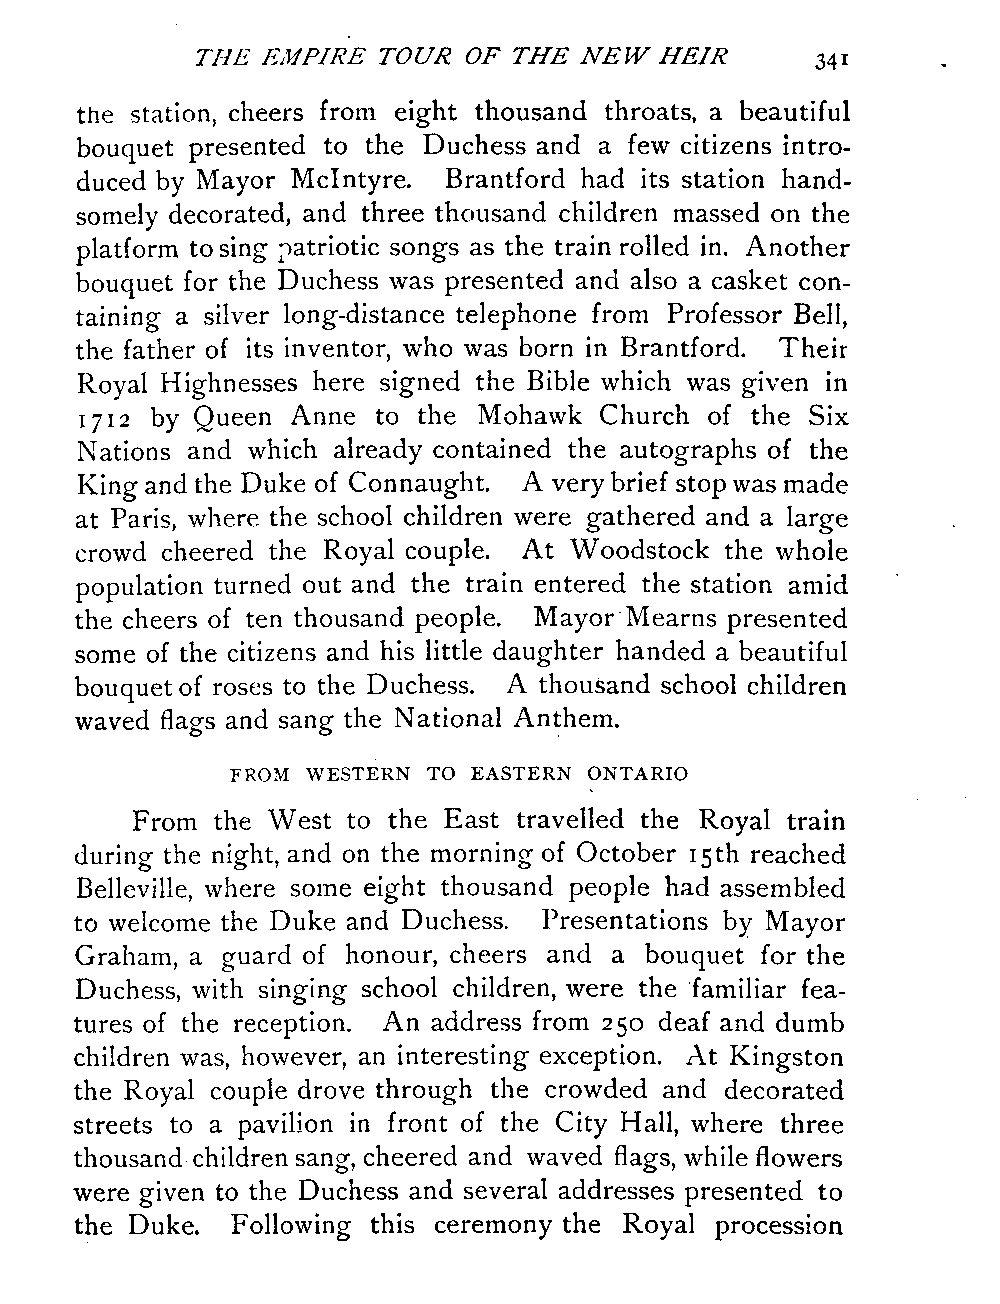 THE EMPIRE TOUR OF THE NEW HEIR 341
the station, cheers from eight thousand throats, a beautiful
bouquet presented to the Duchess and a few citizens intro-
duced by Mayor McIntyre. Brantford had its station hand-
somely decorated, and three thousand children massed on the
platform to sing patriotic songs as the train rolled in. Another
bouquet for the Duchess was presented and also a casket con-
taining a silver long-distance telephone from Professor Bell,
the father of its inventor, who was born in Brantford. Their
Royal Highnesses here signed the Bible which was given in
1712 by Queen Anne to the Mohawk Church of the Six
Nations and which already contained the autographs of the
King and the Duke of Connaught. A very brief stop was made
at Paris, where the school children were gathered and a large
crowd cheered the Royal couple. At Woodstock the whole
population turned out and the train entered the station amid
the cheers of ten thousand people. Mayor Mearns presented
some of the citizens and his little daughter handed a beautiful
bouquet of roses to the Duchess. A thousand school children
waved flags and sang the National Anthem.
FROM WESTERN TO EASTERN ONTARIO
From the West to the East travelled the Royal train
during the night, and on the morning of October 15th reached
Belleville, where some eight thousand people had assembled
to welcome the Duke and Duchess. Presentations by Mayor
Graham, a guard of honour, cheers and a bouquet for the
Duchess, with singing school children, were the familiar fea-
tures of the reception. An address from 250 deaf and dumb
children was, however, an interesting exception. At Kingston
the Royal couple drove through the crowded and decorated
streets to a pavilion in front of the City Hall, where three
thousand children sang, cheered and waved flags, while flowers
were given to the Duchess and several addresses presented to
the Duke. Following this ceremony the Royal procession